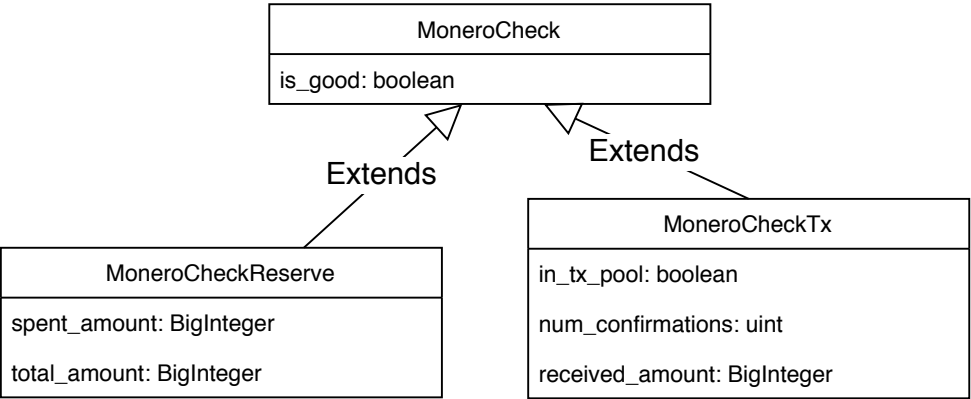 MoneroCheck
is_good: boolean
Extends
Extends
MoneroCheckReserve
spent_amount: BigInteger
total_amount: BigInteger
MoneroCheckTx
in_tx_pool: boolean
num_confirmations: uint
received_amount: BigInteger